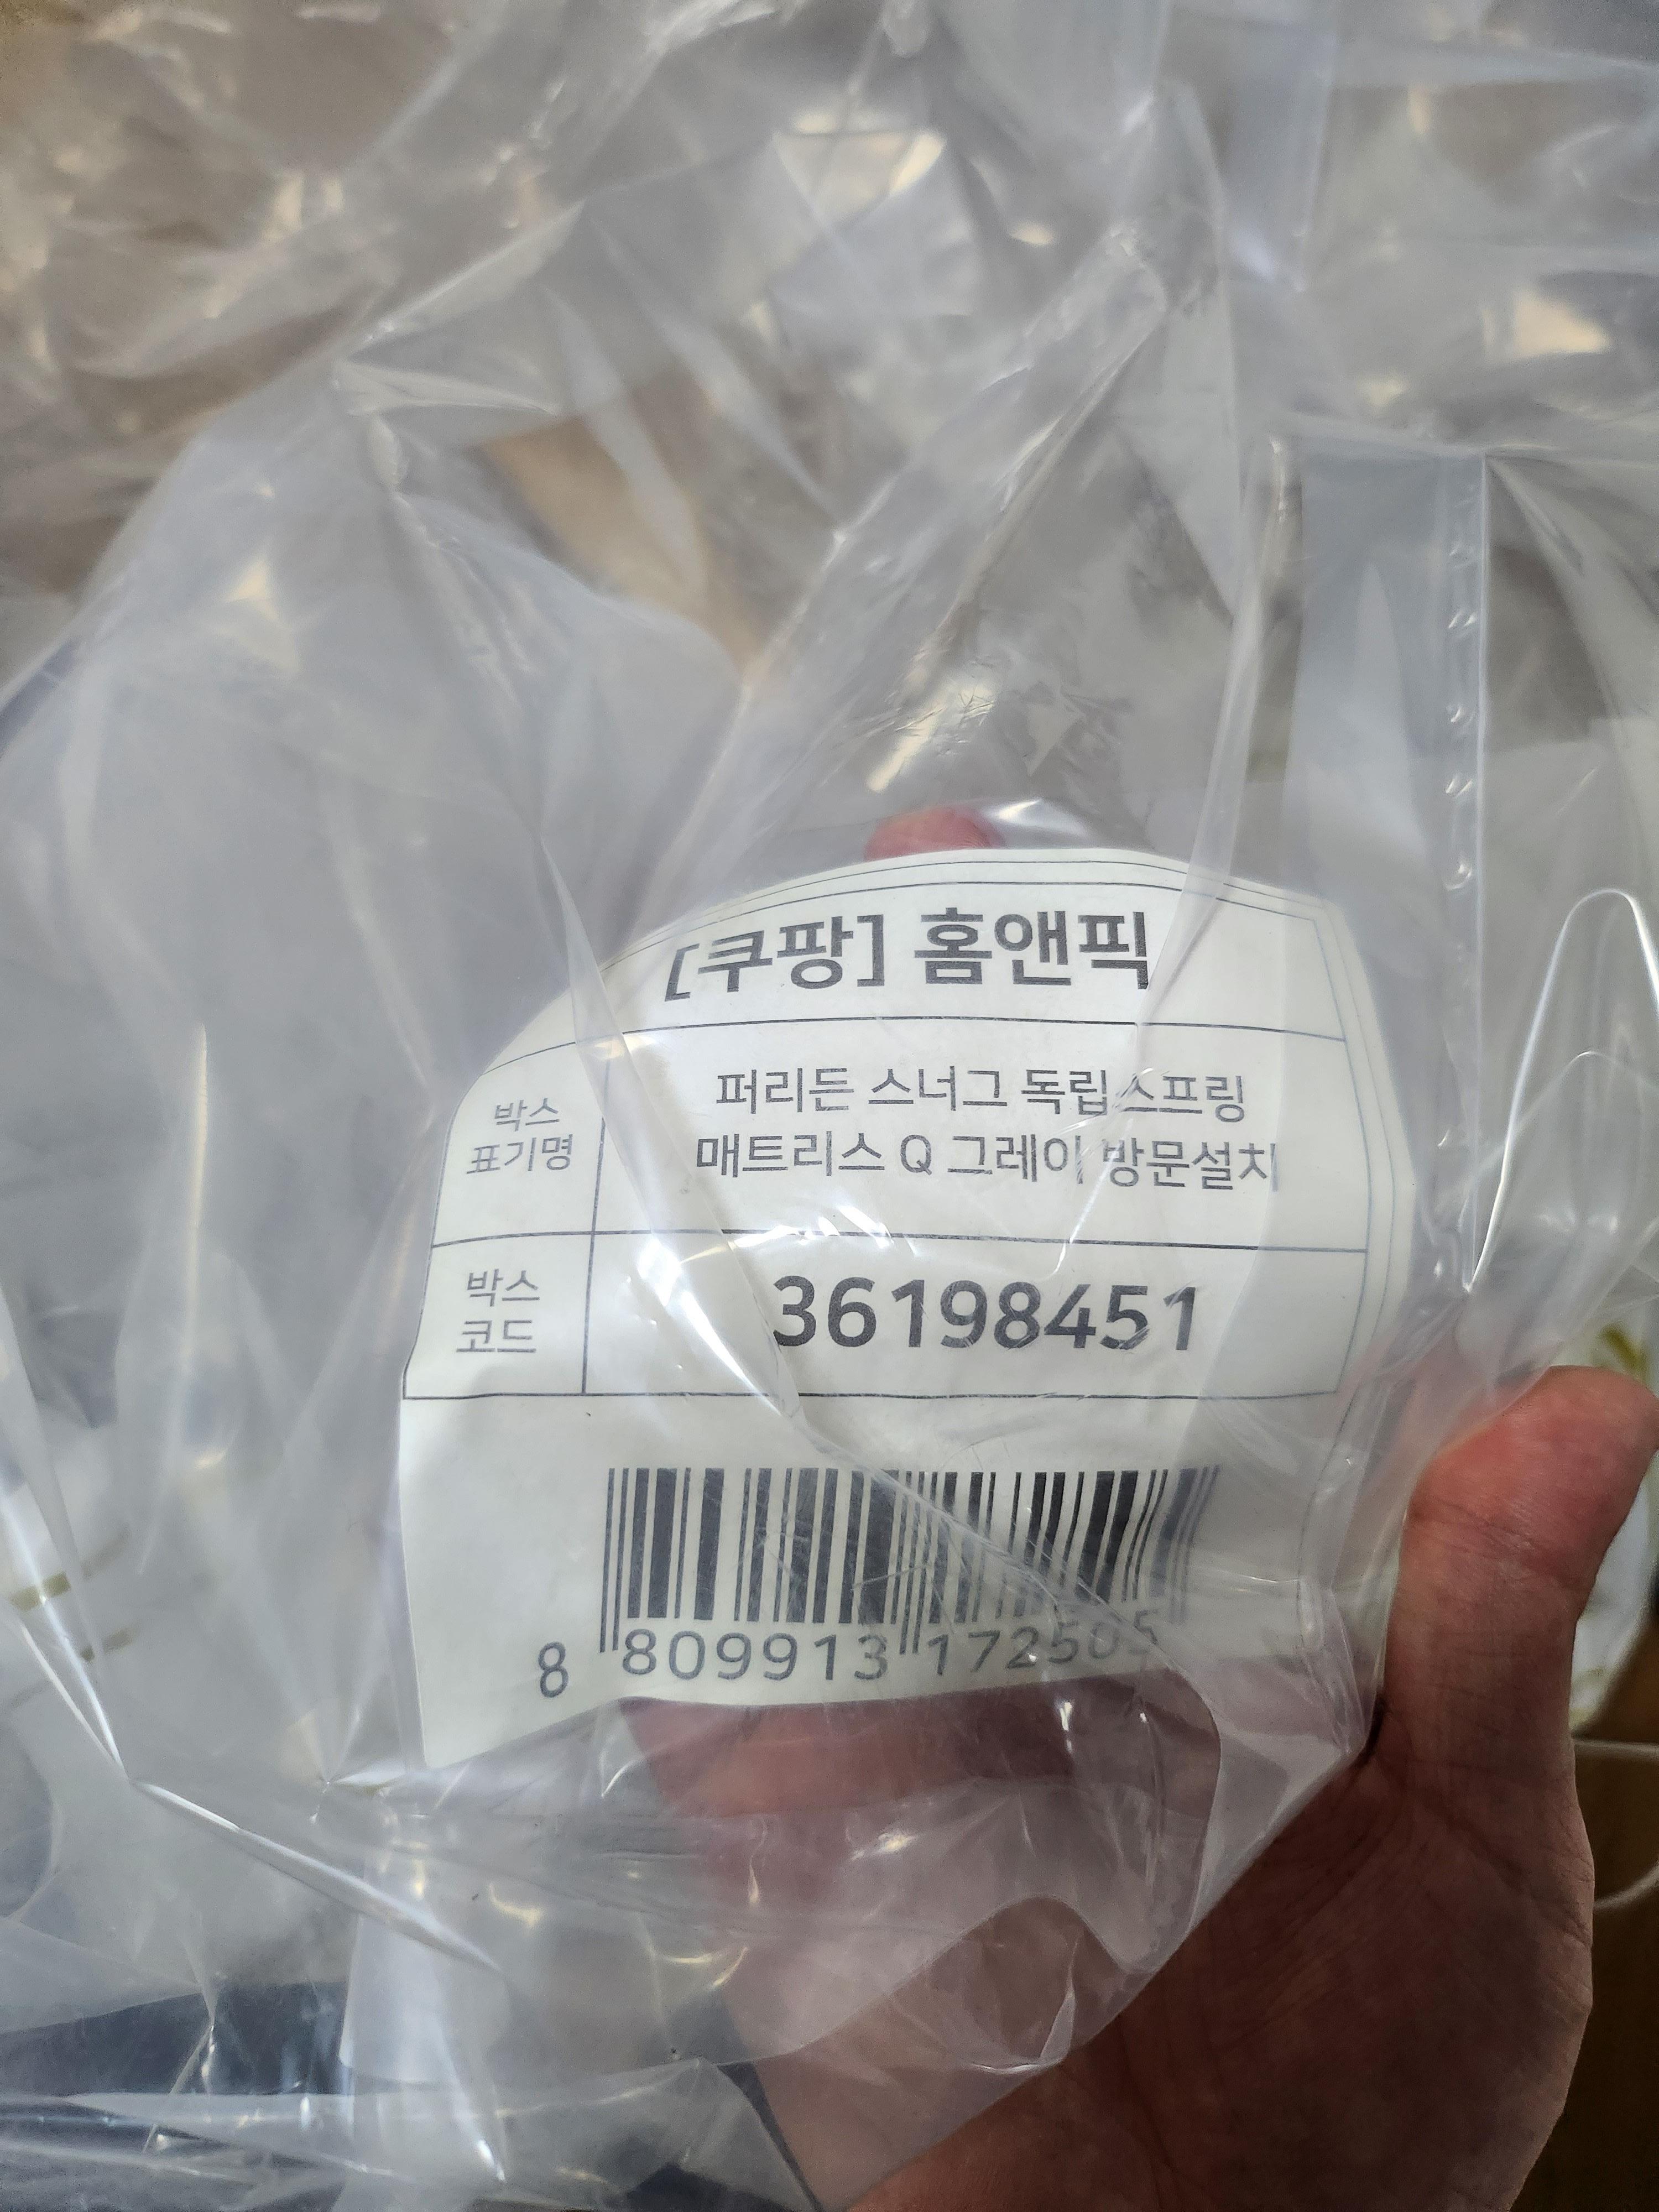 [쿠팡] 홈앤픽
박스
표기명
퍼리든 스너그 독립스프링
매트리스 Q 그레이 방문설치
박스
코드
36198451
8 809913 172505